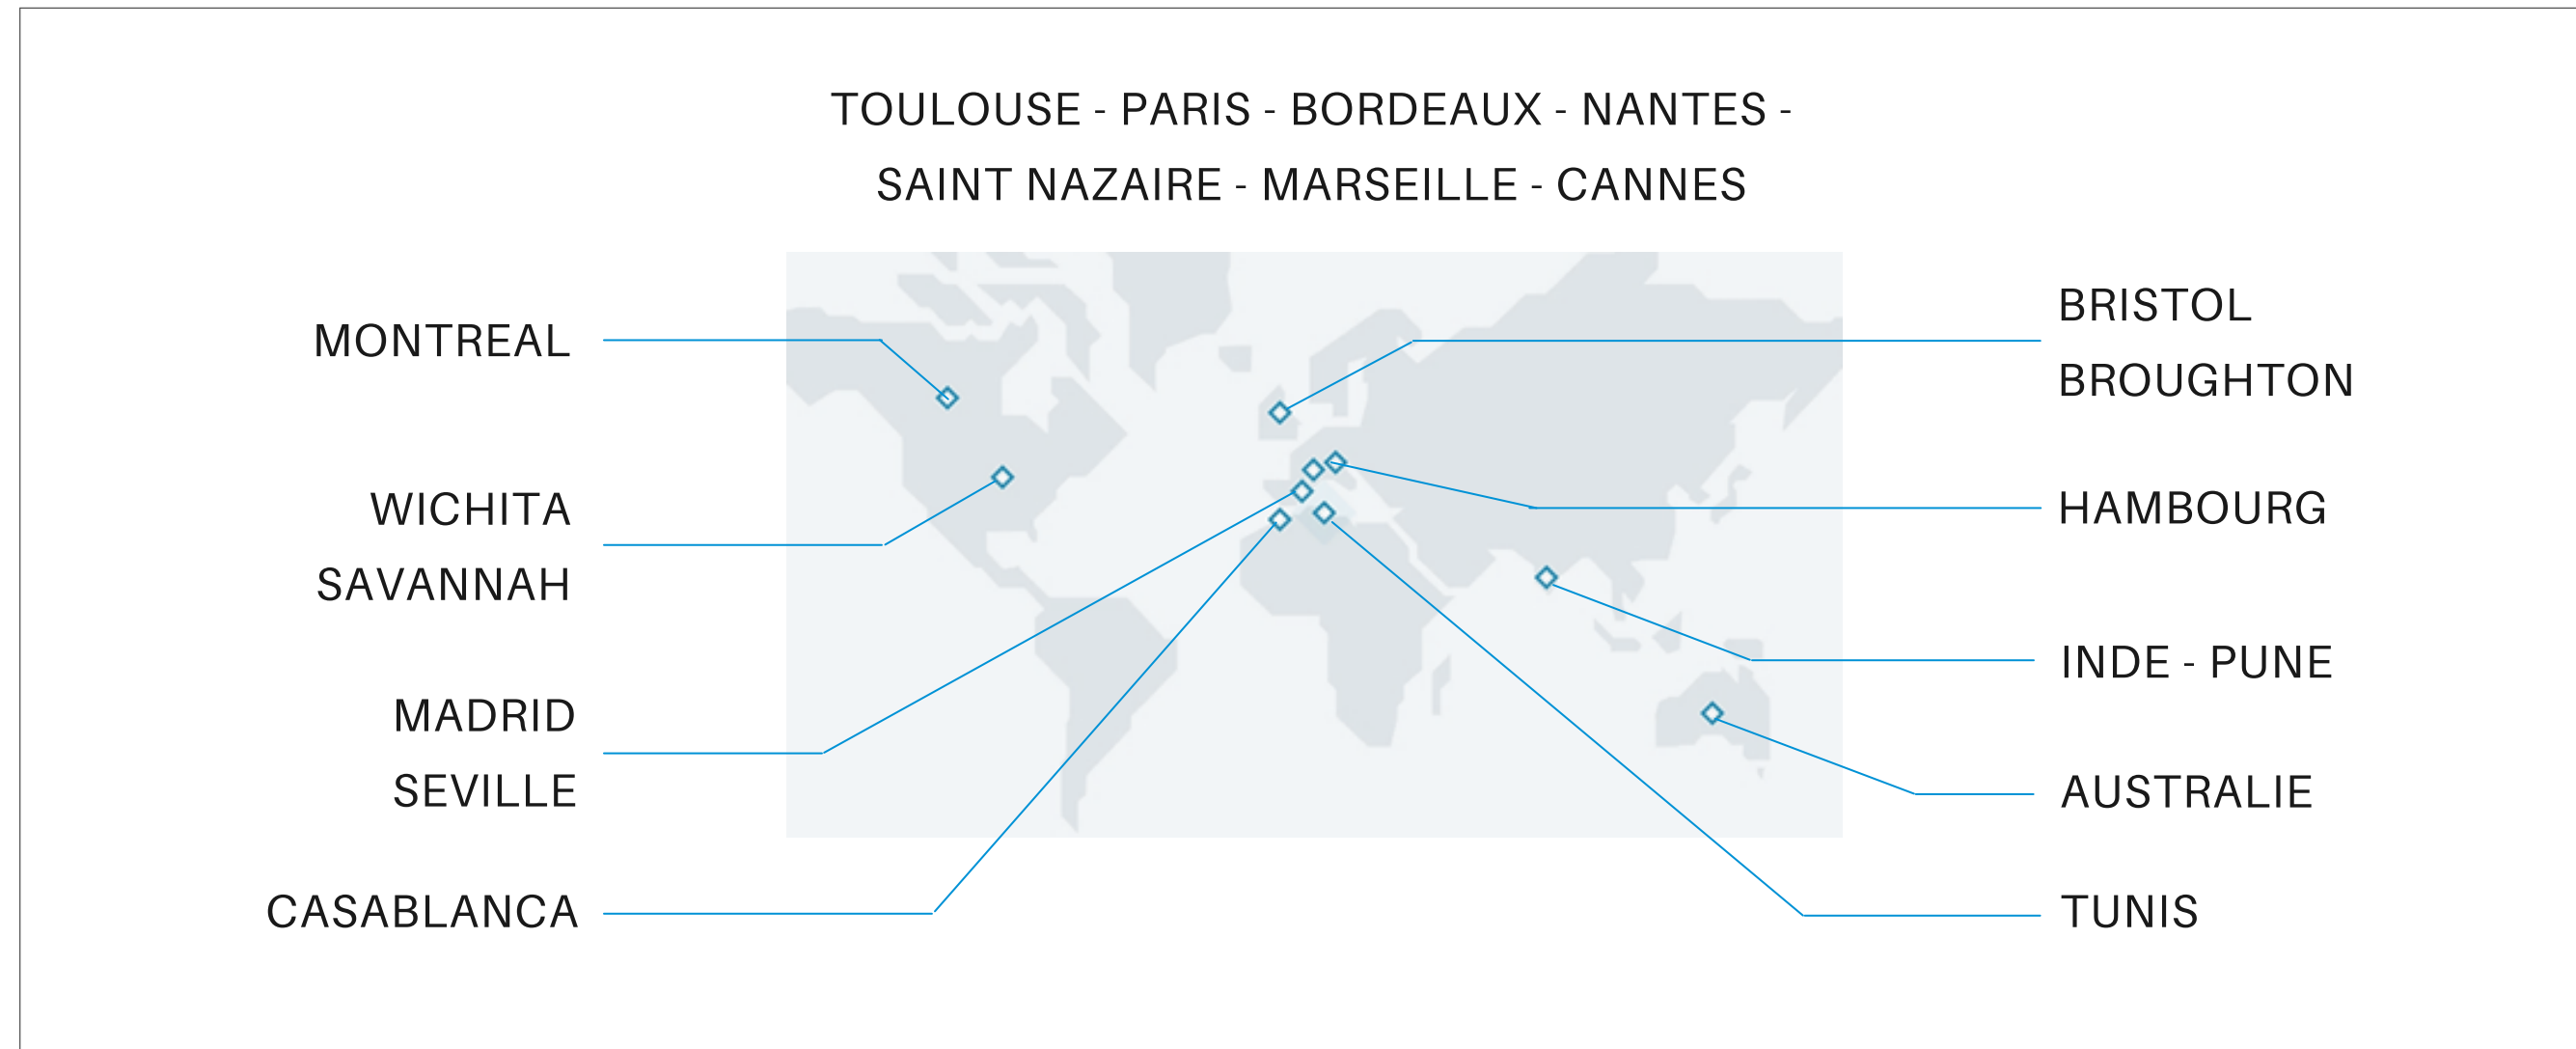 TOULOUSE - PARIS - BORDEAUX - NANTES -
SAINT NAZAIRE - MARSEILLE - CANNES
MONTREAL
WICHITA
SAVANNAH
MADRID
SEVILLE
CASABLANCA
BRISTOL
BROUGHTON
HAMBOURG
INDE - PUNE
AUSTRALIE
TUNIS